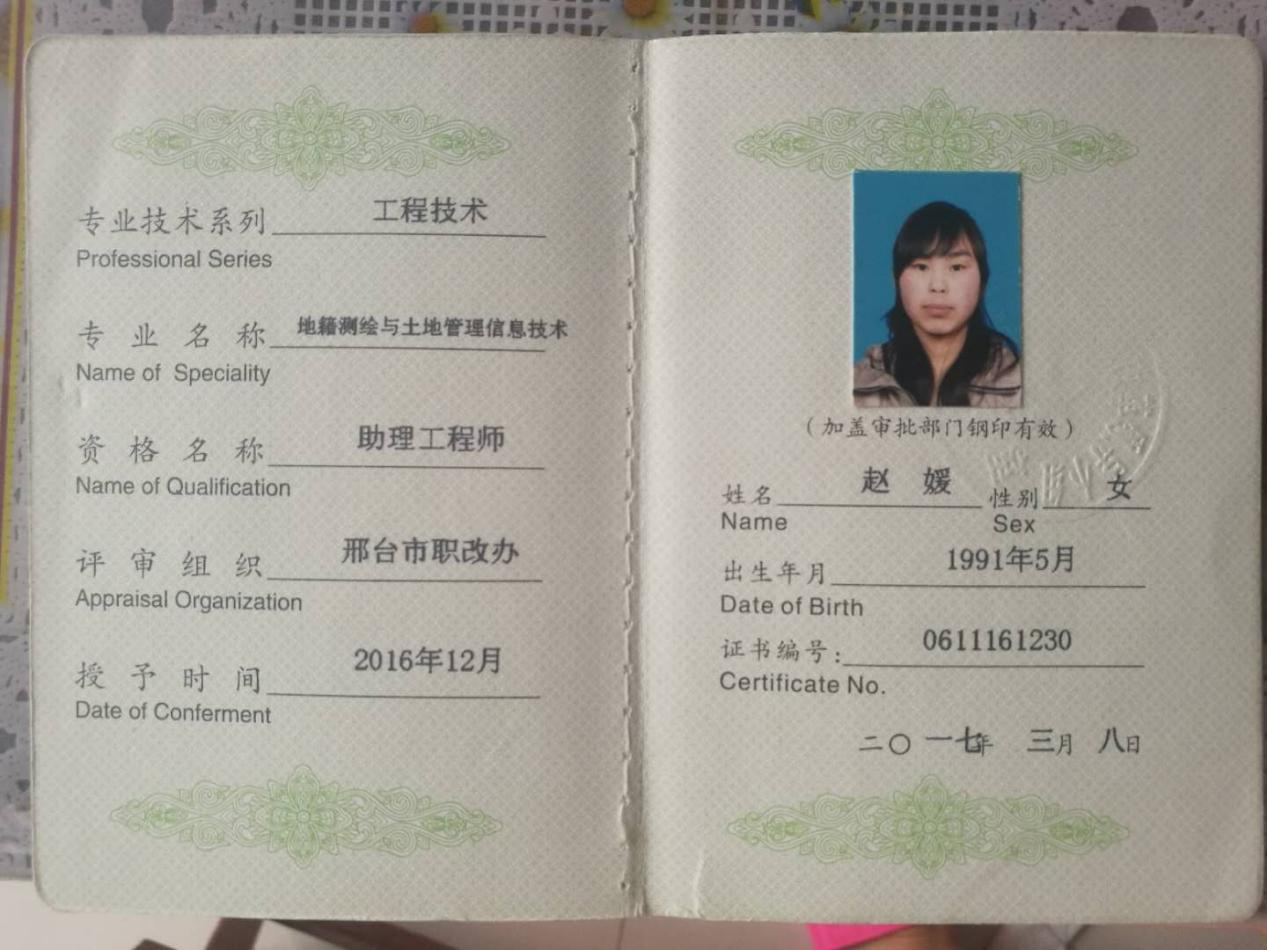 专业技术系列 工程技术
Professional Series
专业名称 地籍测绘与土地管理信息技术
Name of Speciality
资格名称 助理工程师
Name of Qualification
评审组织 邢台市职改办
Appraisal Organization
授予时间 2016年12月
Date of Conferment
(加盖审批部门钢印有效)
姓名 赵媛 性别 女
Name Sex
出生年月 1991年5月
Date of Birth
证书编号: 0611161230
Certificate No.
二〇一七年 三月 八日